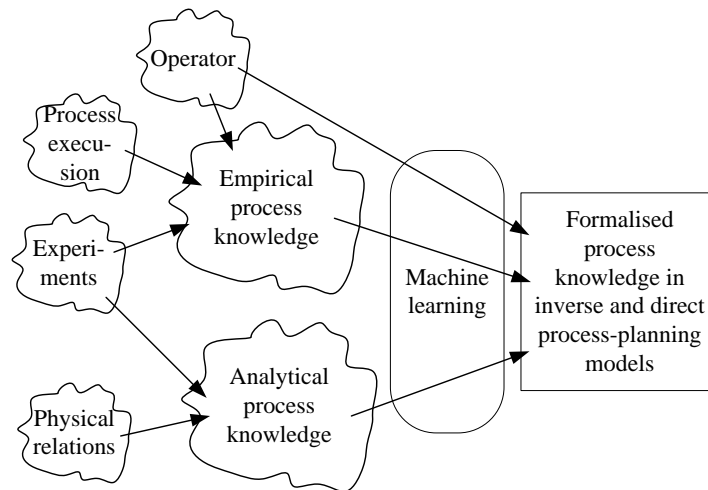 Operator
Process
execu-
sion
Empirical
process
knowledge
Experi-
ments
Machine
learning
Formalised
process
knowledge in
inverse and direct
process-planning
models
Analytical
process
knowledge
Physical
relations